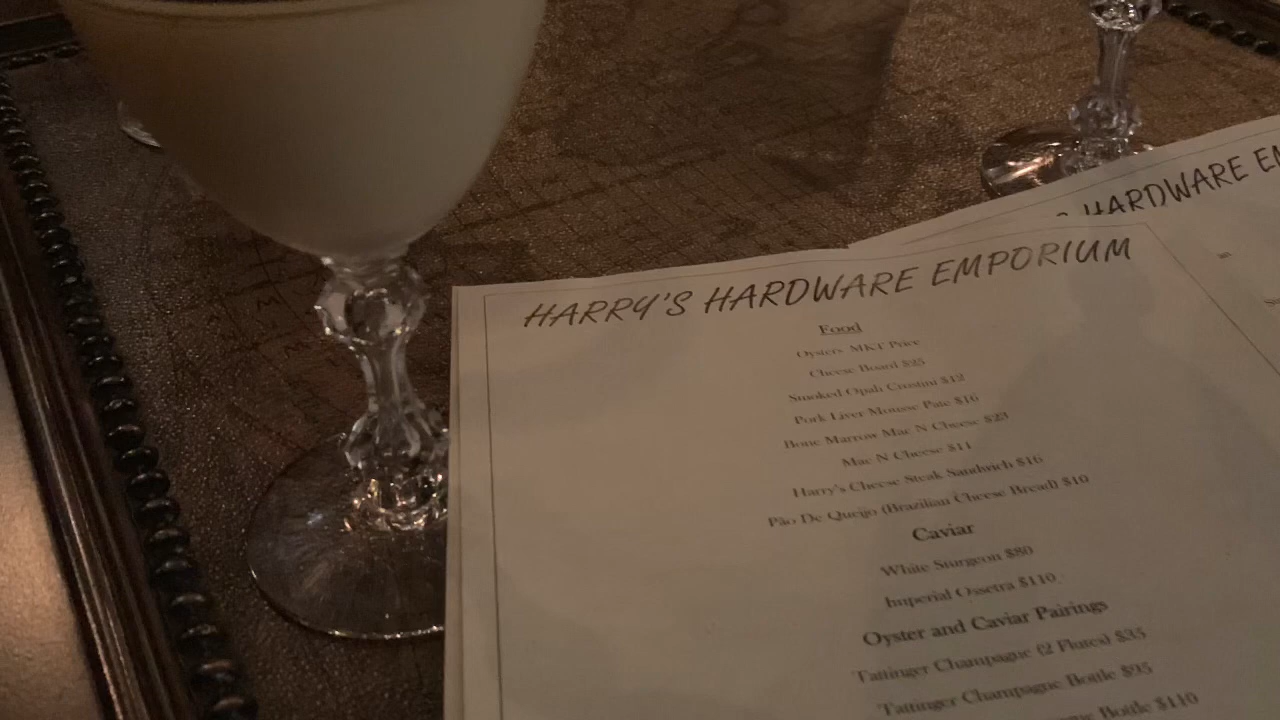 HARRY'S HARDWARE EMPORIUM
HARDWARE
Food
Oysters MKT Price
Cheese Board $25
Smoked Opah Crostini $12
Pork Liver Mousse Pate $16
Bone Marrow Mac N Cheese $23
Mac N Cheese $11
Harry's Cheese Steak Sandwich $16
Pão De Queijo (Brazilian Cheese Bread) $10
Caviar
White Sturgeon $80
Imperial Ossetra $110
Oyster and Caviar Pairings
Tattinger Champagne (2 Flutes) $35
Tattinger Champagne Bottle $95
Bottle $110